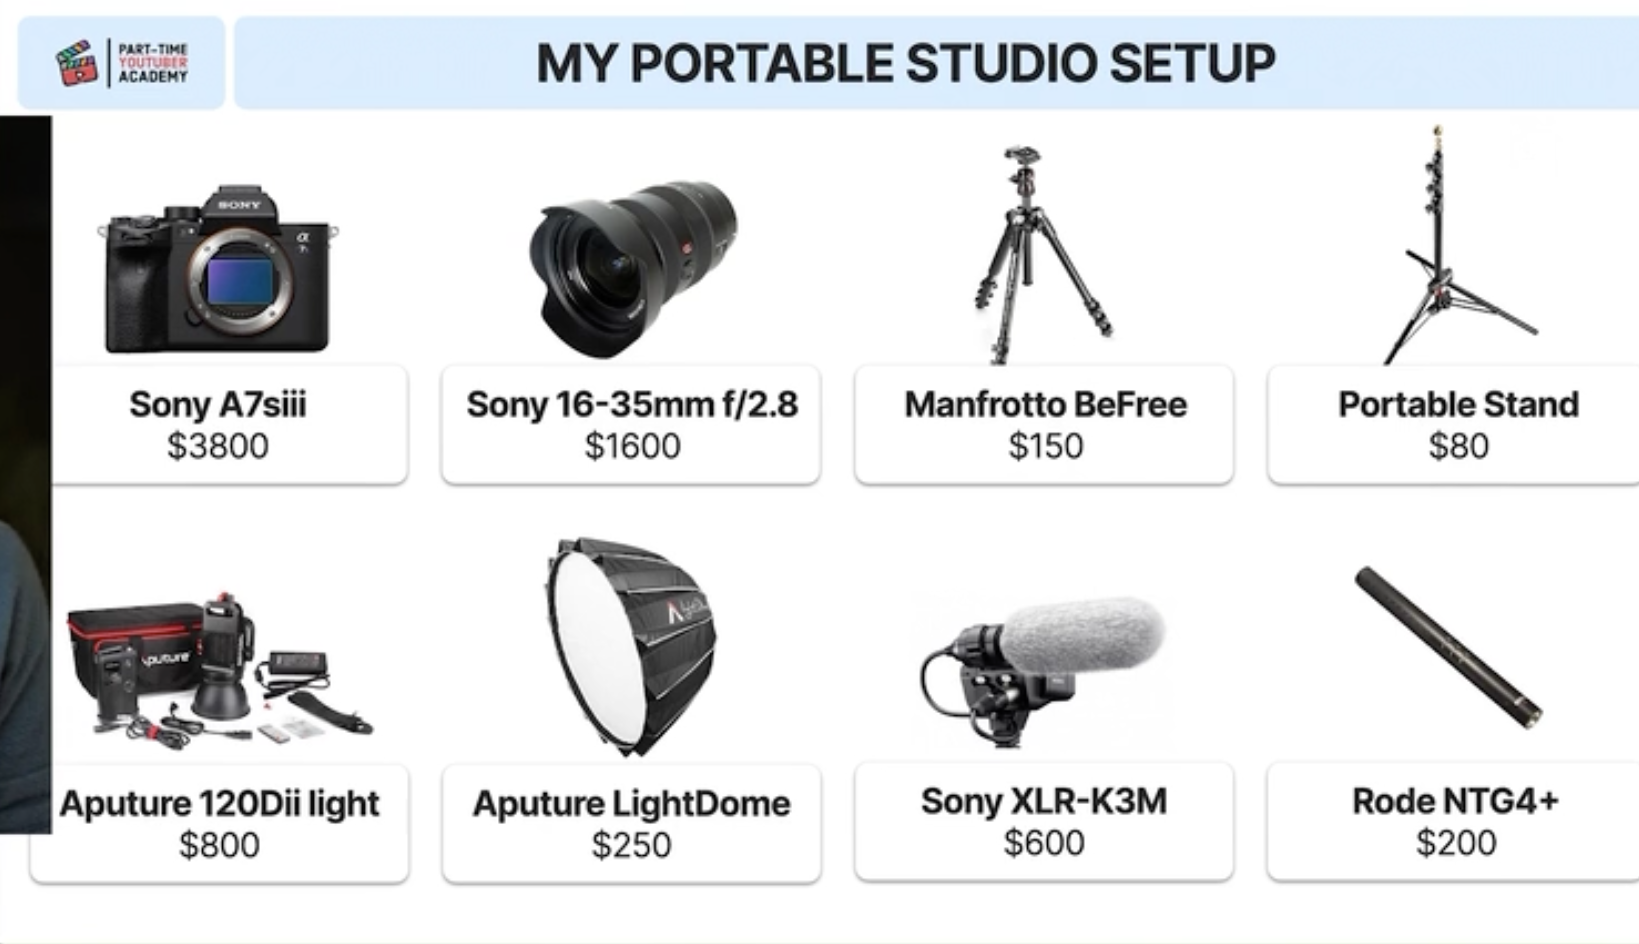 PART-TIME
YOUTUBER
ACADEMY
MY PORTABLE STUDIO SETUP
SONY
α
7s
Sony A7siii
$3800
Sony 16-35mm f/2.8
$1600
Manfrotto BeFree
$150
Portable Stand
$80
Aputure
Aputure 120Dii light
$800
Aputure LightDome
$250
Sony XLR-K3M
$600
Rode NTG4+
$200